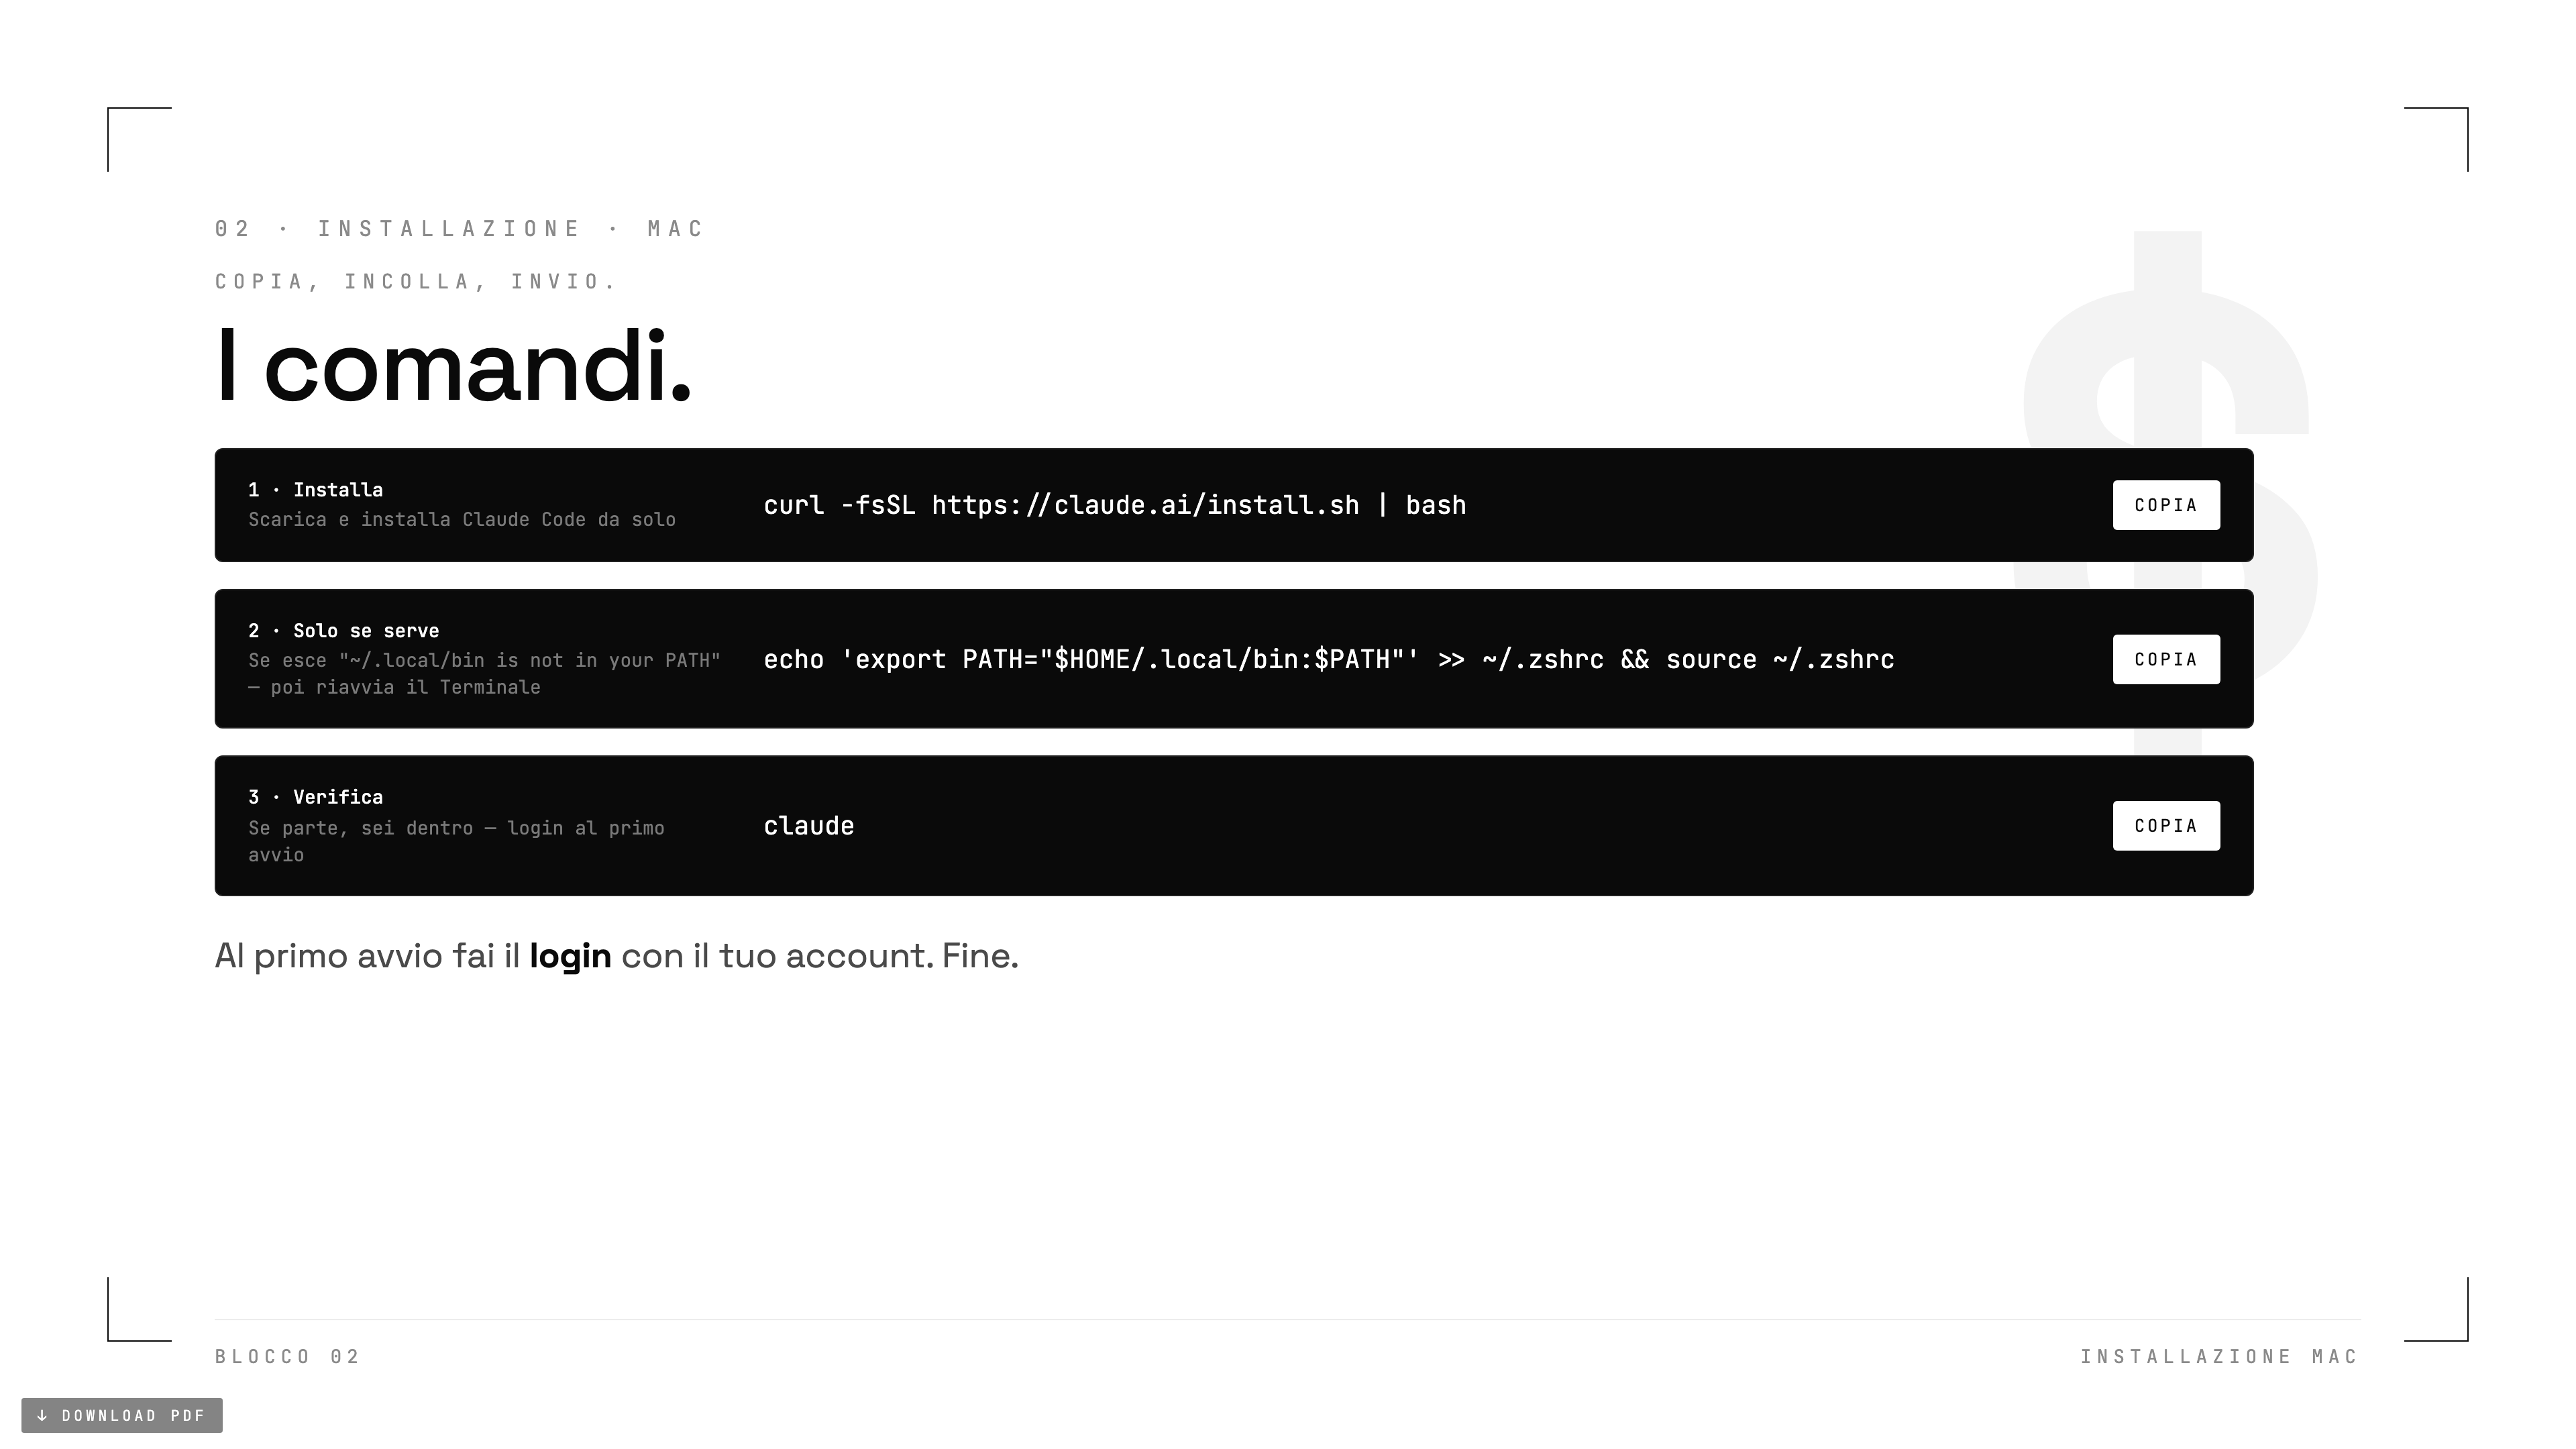 02 · INSTALLAZIONE · MAC
COPIA, INCOLLA, INVIO.
I comandi.
$
1 · Installa
Scarica e installa Claude Code da solo
curl -fsSL https://claude.ai/install.sh | bash
COPIA
2 · Solo se serve
Se esce "~/.local/bin is not in your PATH"
— poi riavvia il Terminale
echo 'export PATH="$HOME/.local/bin:$PATH"' >> ~/.zshrc && source ~/.zshrc
COPIA
3 · Verifica
Se parte, sei dentro — login al primo
avvio
claude
COPIA
Al primo avvio fai il login con il tuo account. Fine.
BLOCCO 02
INSTALLAZIONE MAC
↓ DOWNLOAD PDF